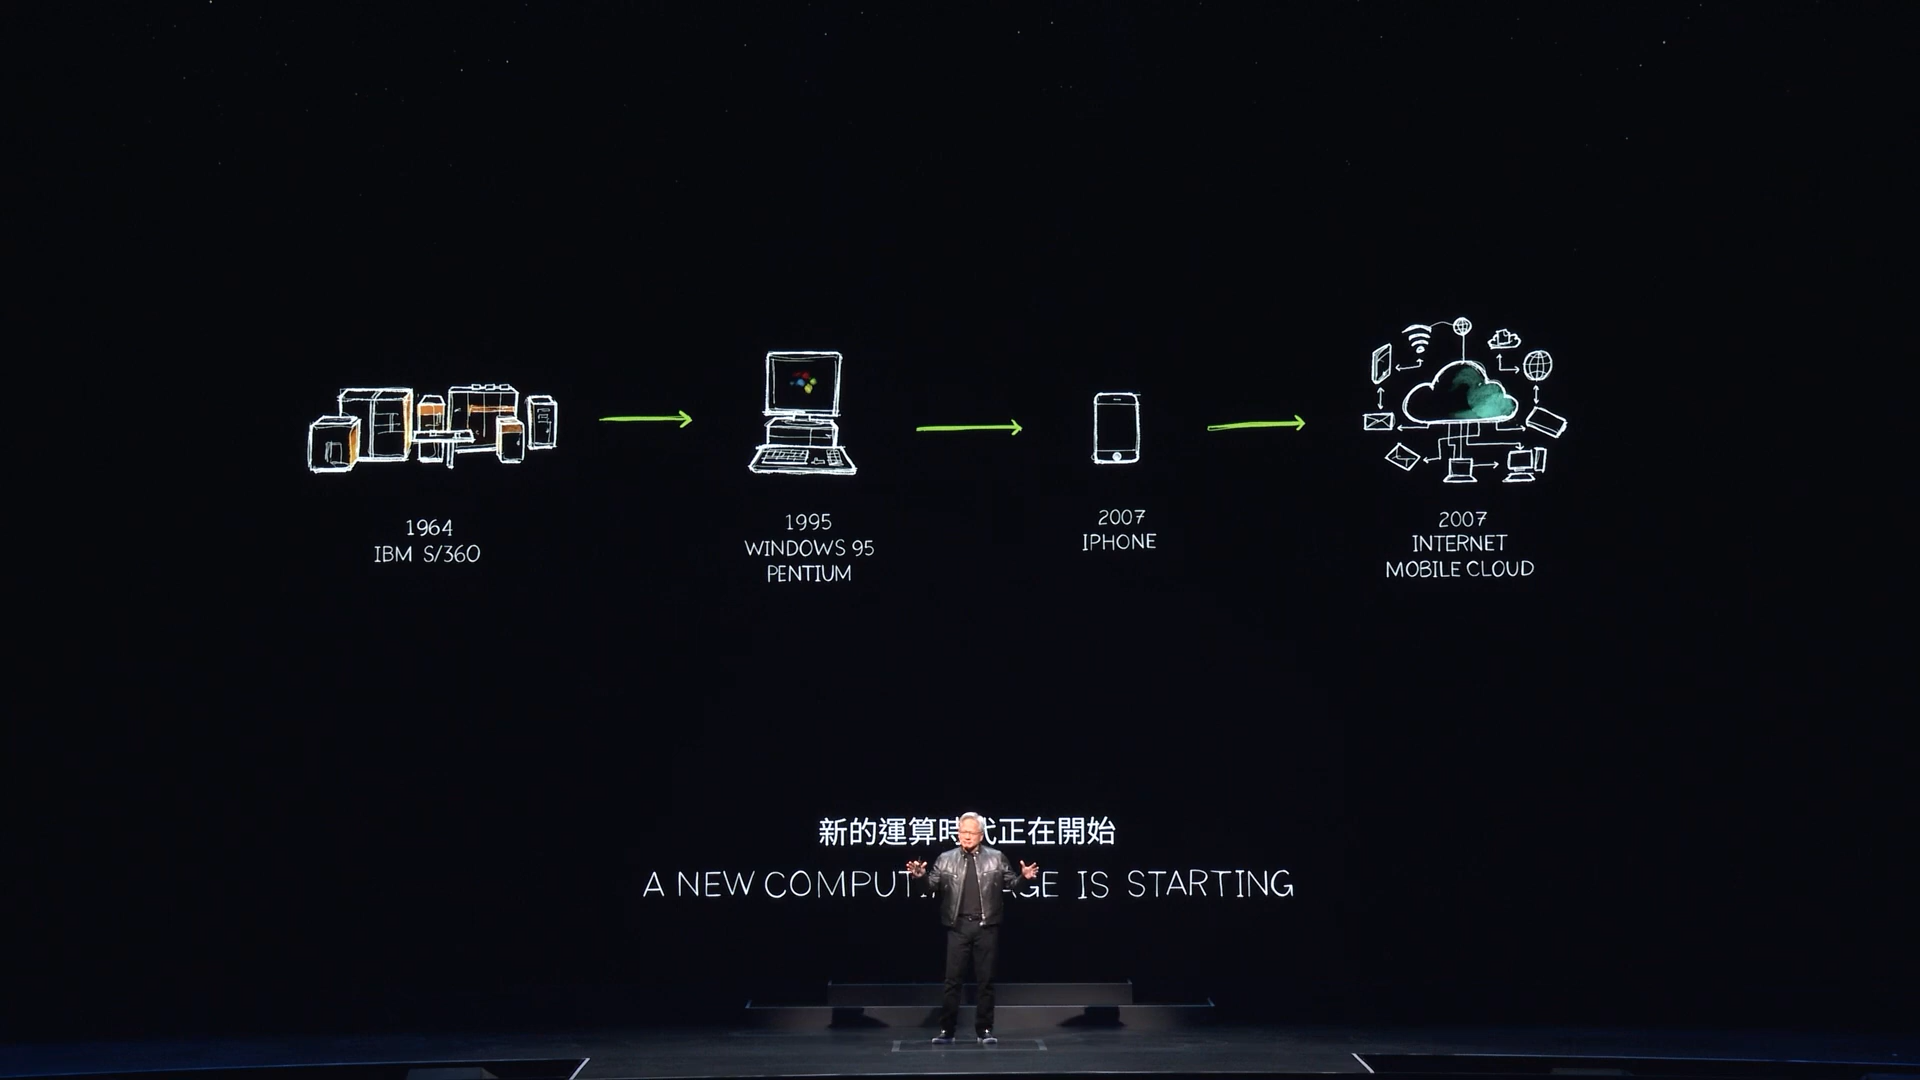 1964
IBM S/360
1995
WINDOWS 95
PENTIUM
2007
IPHONE
2007
INTERNET
MOBILE CLOUD
新的運算時代正在開始
A NEW IS STARTING